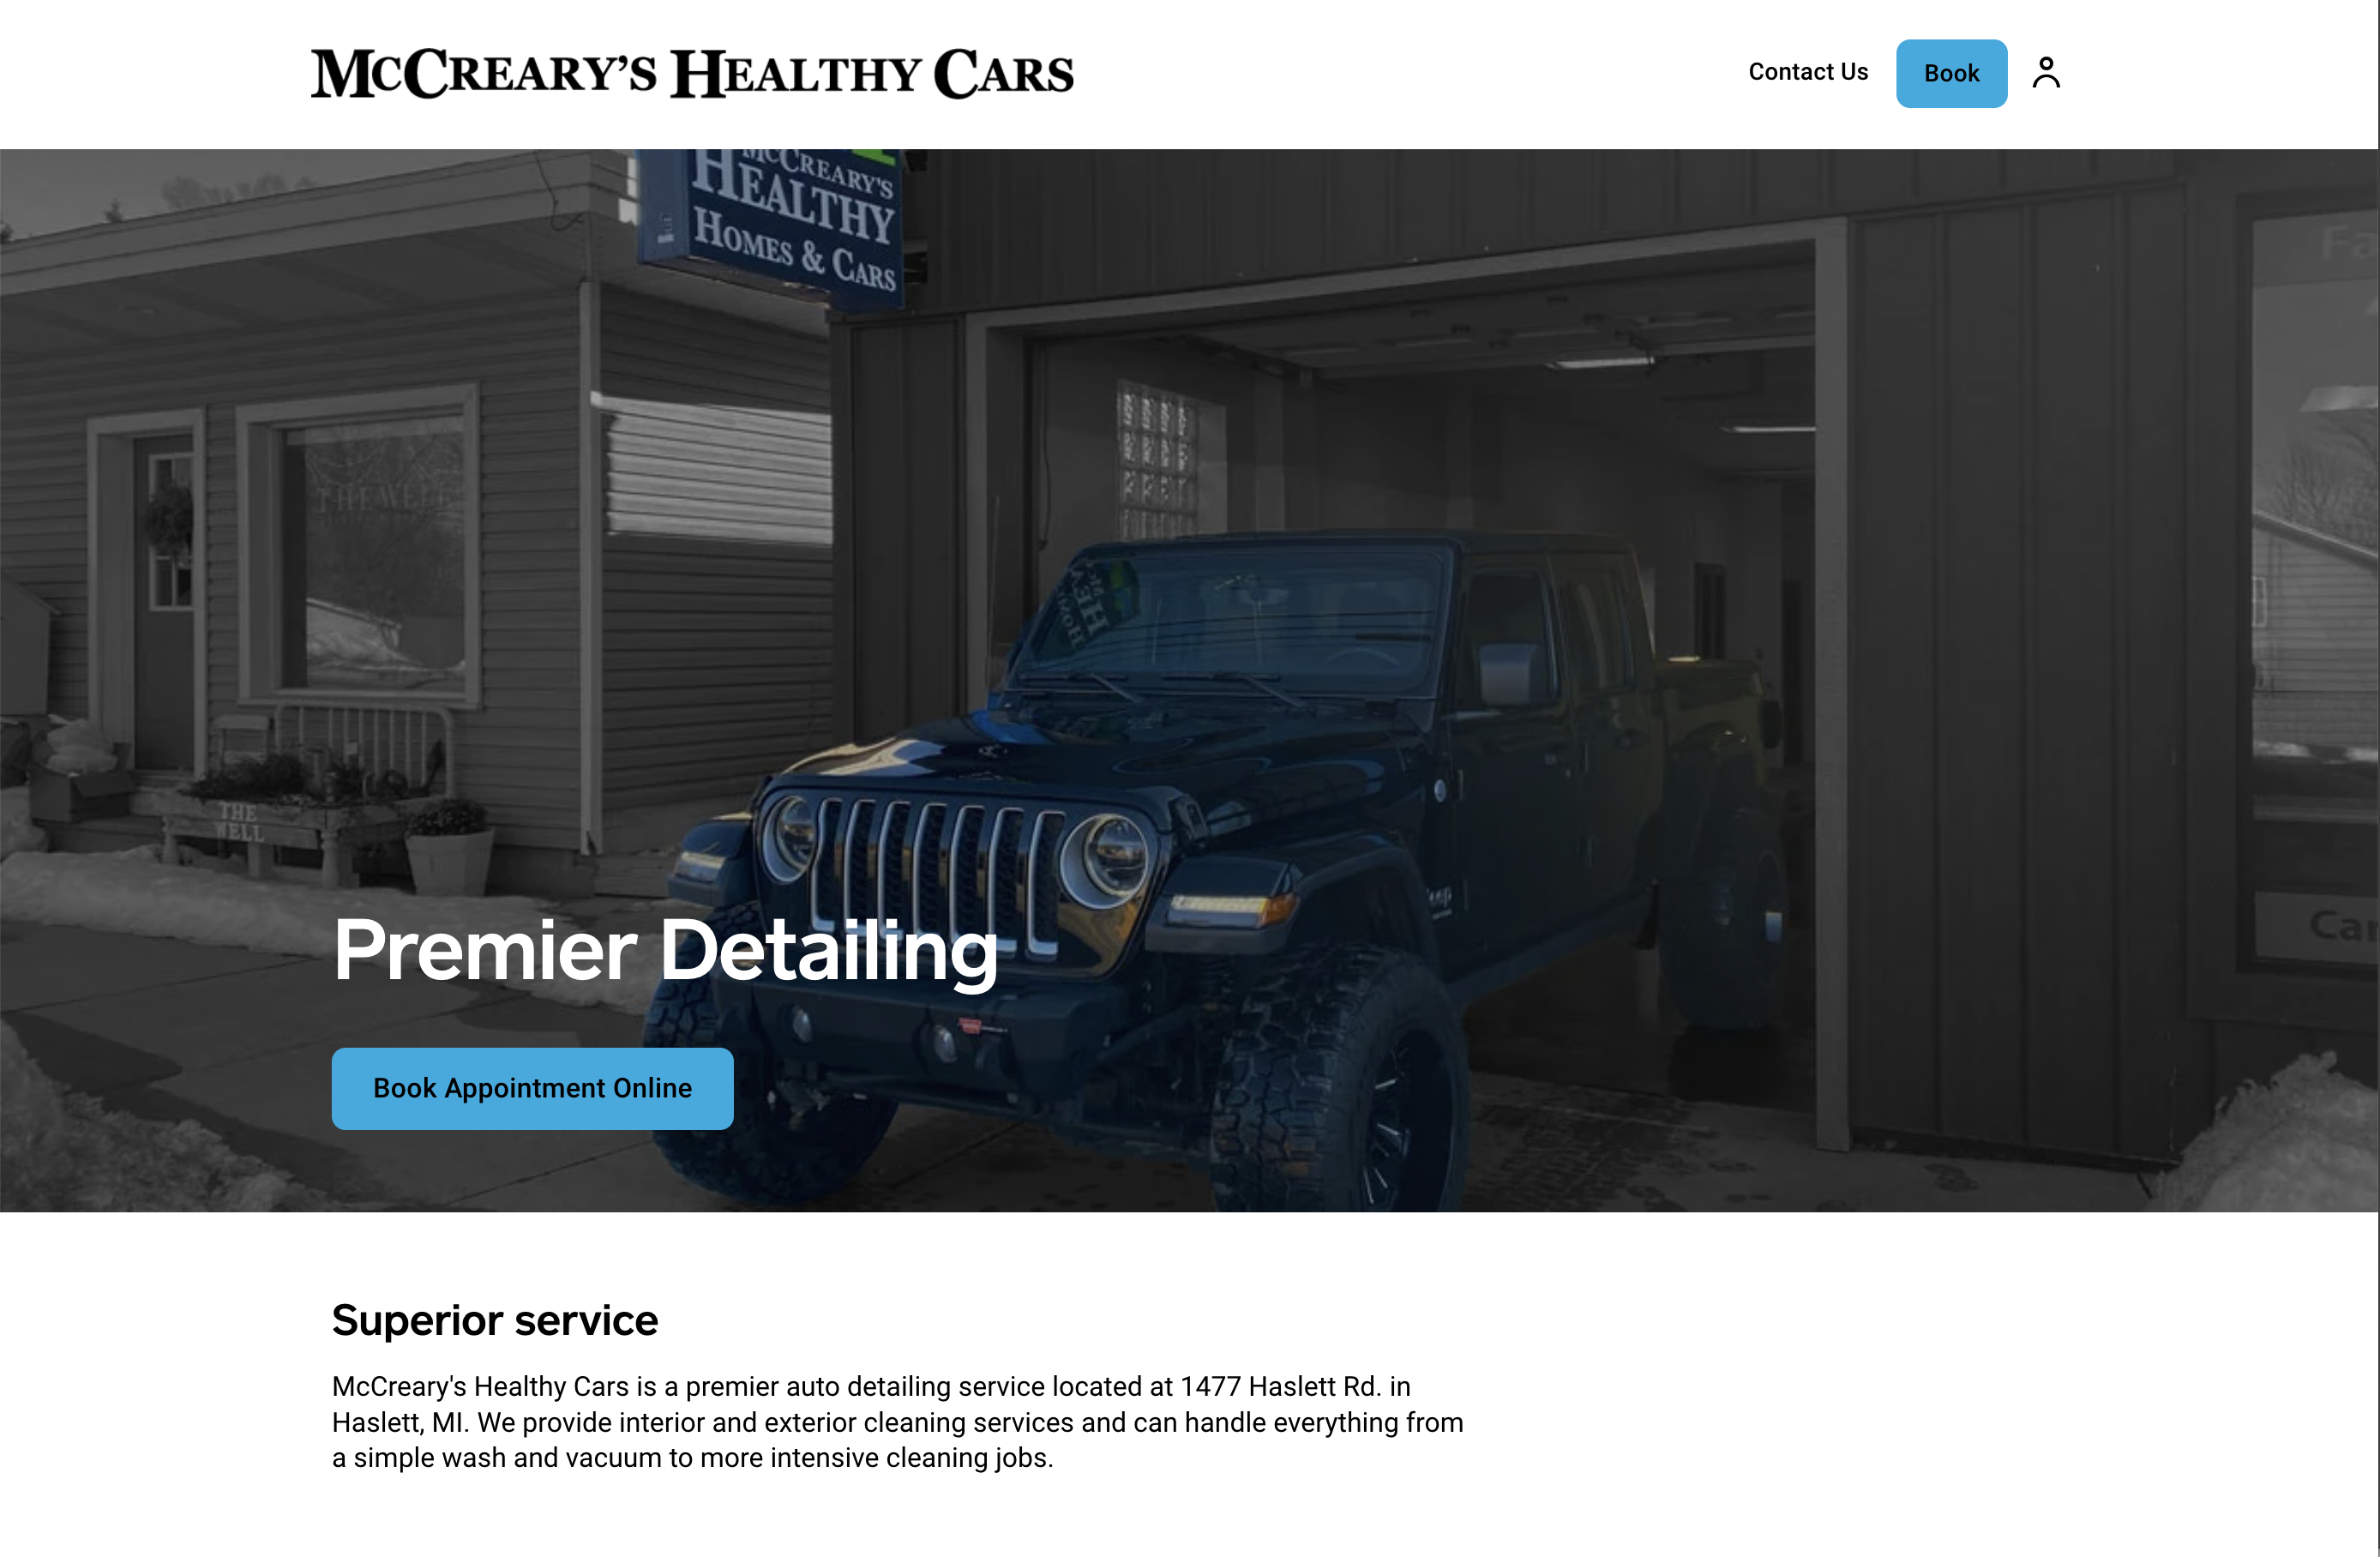 McCreary's Healthy Cars
Contact Us
Book
McCreary's
Healthy
Homes & Cars
THE WELL
THE
WELL
Premier Detailing
Book Appointment Online
Superior service
McCreary's Healthy Cars is a premier auto detailing service located at 1477 Haslett Rd. in
Haslett, MI. We provide interior and exterior cleaning services and can handle everything from
a simple wash and vacuum to more intensive cleaning jobs.